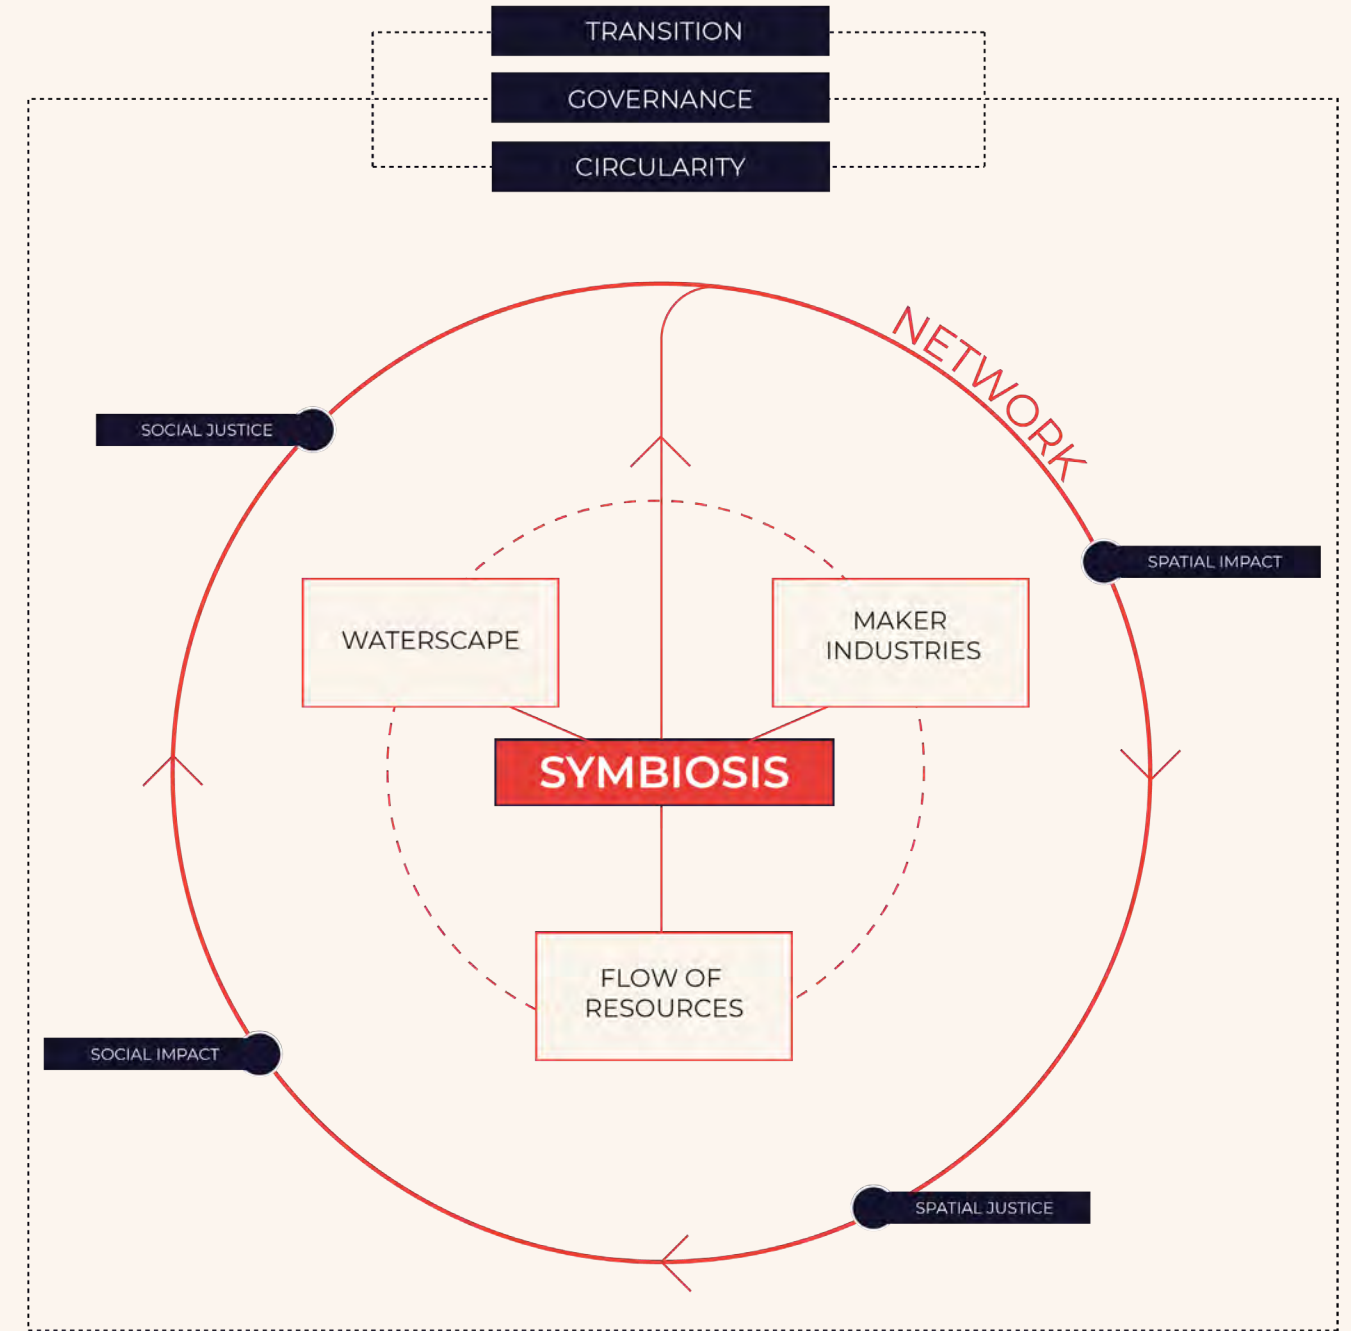 TRANSITION
GOVERNANCE
CIRCULARITY
NETWORK
SOCIAL JUSTICE
SPATIAL IMPACT
WATERSCAPE
MAKER
INDUSTRIES
SYMBIOSIS
FLOW OF
RESOURCES
SOCIAL IMPACT
SPATIAL JUSTICE